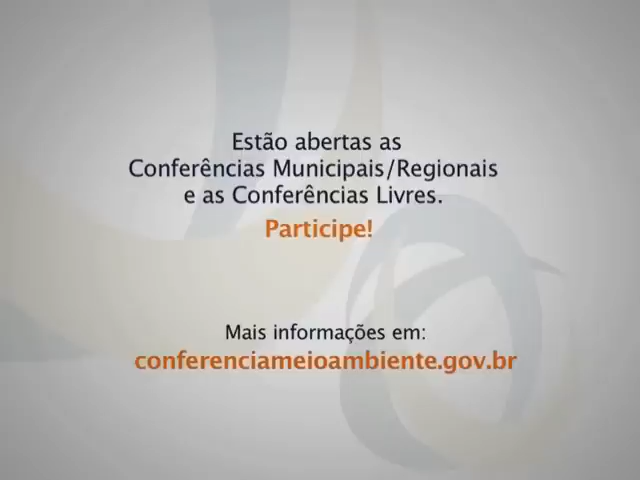 Estão abertas as
Conferências Municipais/Regionais
e as Conferências Livres.
Participe!
Mais informações em:
conferenciameioambiente.gov.br